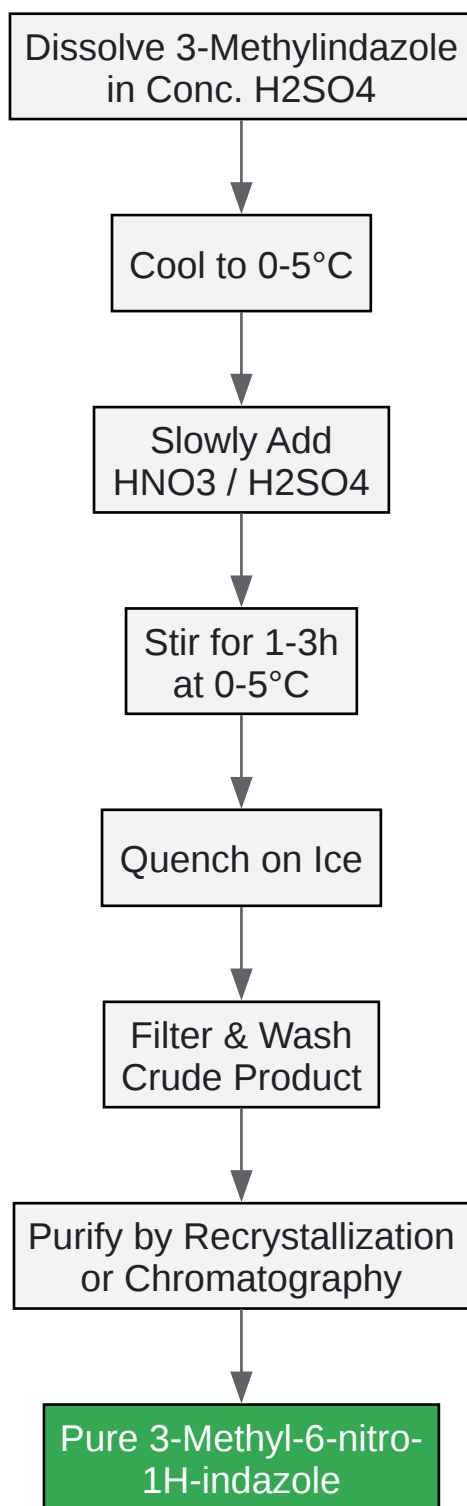 Dissolve 3-Methylindazole
in Conc. H2SO4
Cool to 0-5°C
Slowly Add
HNO3 / H2SO4
Stir for 1-3h
at 0-5°C
Quench on Ice
Filter & Wash
Crude Product
Purify by Recrystallization
or Chromatography
Pure 3-Methyl-6-nitro-
1H-indazole